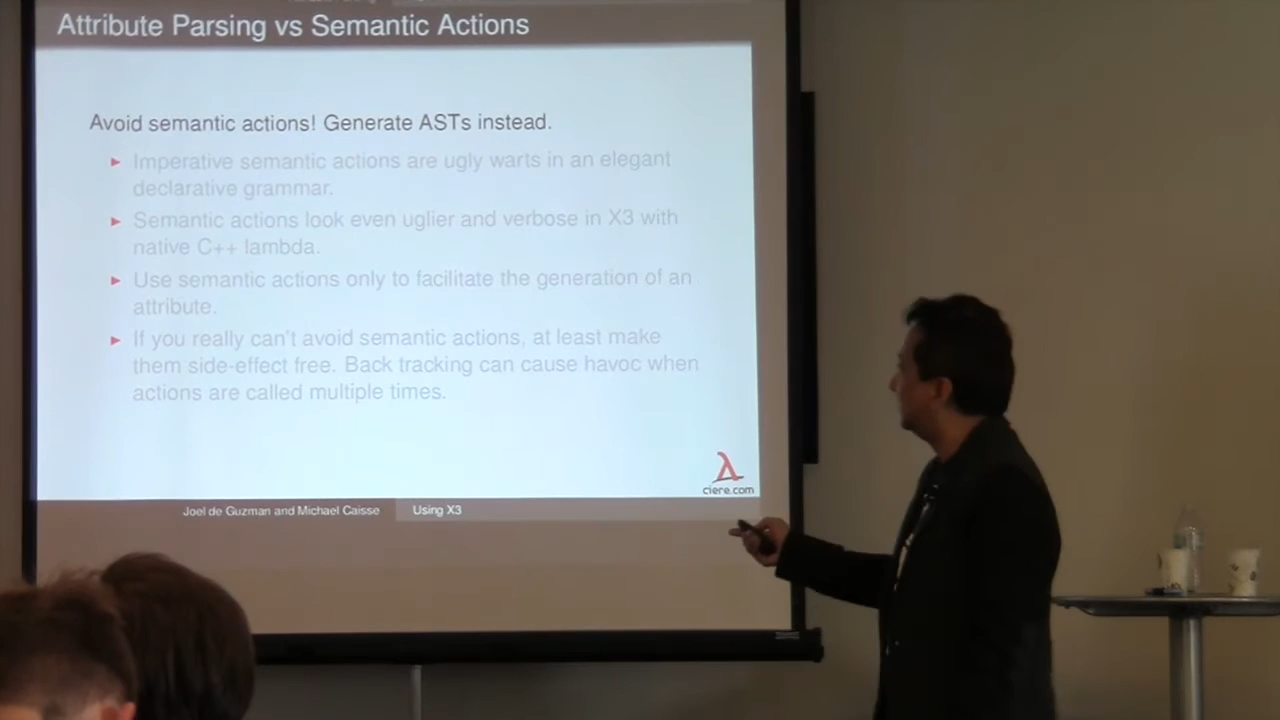 Attribute Parsing vs Semantic Actions
Avoid semantic actions! Generate ASTs instead.
Imperative semantic actions are ugly warts in an elegant
declarative grammar.
Semantic actions look even uglier and verbose in X3 with
native C++ lambda.
Use semantic actions only to facilitate the generation of an
attribute.
If you really can't avoid semantic actions, at least make
them side-effect free. Back tracking can cause havoc when
actions are called multiple times.
ciere.com
Joel de Guzman and Michael Caisse
Using X3